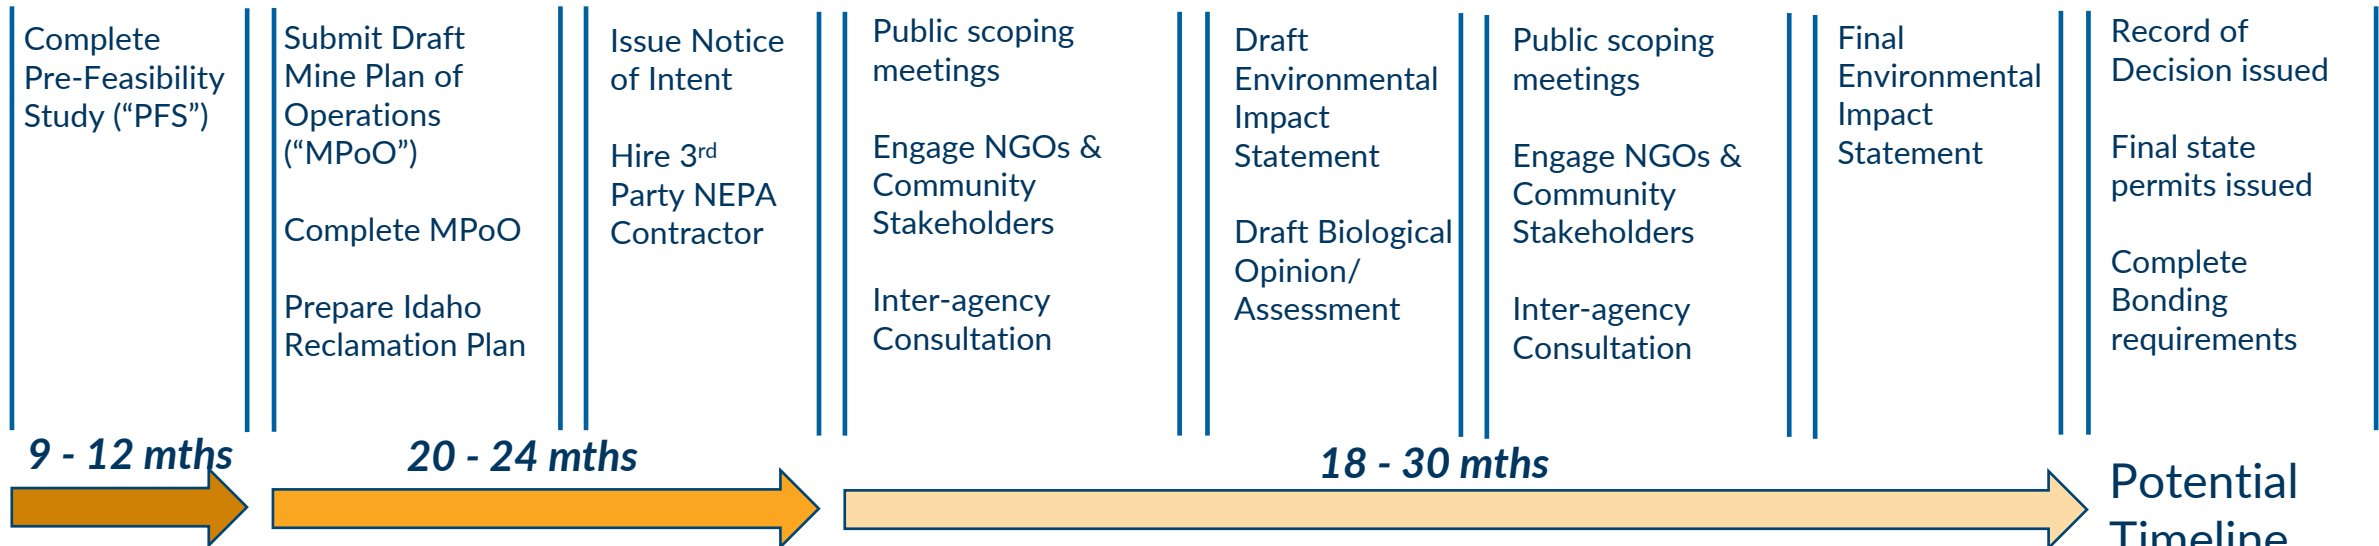 Complete
Pre-Feasibility
Study (“PFS”)
Submit Draft
Mine Plan of
Operations
(“MPoO”)
Complete MPoO
Prepare Idaho
Reclamation Plan
Issue Notice
of Intent
Hire 3rd
Party NEPA
Contractor
Public scoping
meetings
Engage NGOs &
Community
Stakeholders
Inter-agency
Consultation
Draft
Environmental
Impact
Statement
Draft Biological
Opinion/
Assessment
Public scoping
meetings
Engage NGOs &
Community
Stakeholders
Inter-agency
Consultation
Final
Environmental
Impact
Statement
Record of
Decision issued
Final state
permits issued
Complete
Bonding
requirements
9 - 12 mths
20 - 24 mths
18 - 30 mths
Potential
Timeline